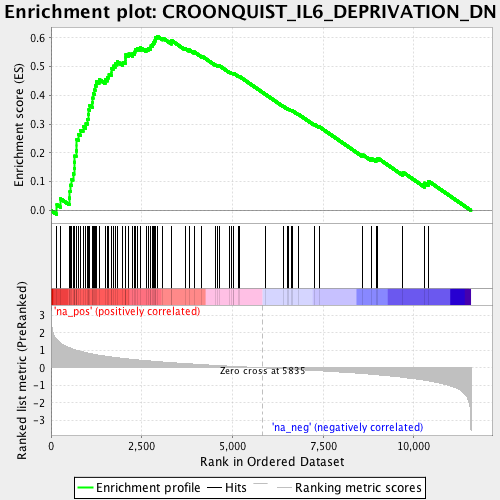 Enrichment plot: CROONQUIST_IL6_DEPRIVATION_DN
Enrichment score (ES)
0.6
0.5
0.4
0.3
0.2
0.1
0.0
'na_pos' (positively correlated)
Ranked list metric (PreRanked)
3
2
1
0
-1
-2
-3
Zero cross at 5835
'na_neg' (negatively correlated)
0
2,500
5,000
7,500
10,000
Rank in Ordered Dataset
Enrichment profile
Hits
Ranking metric scores